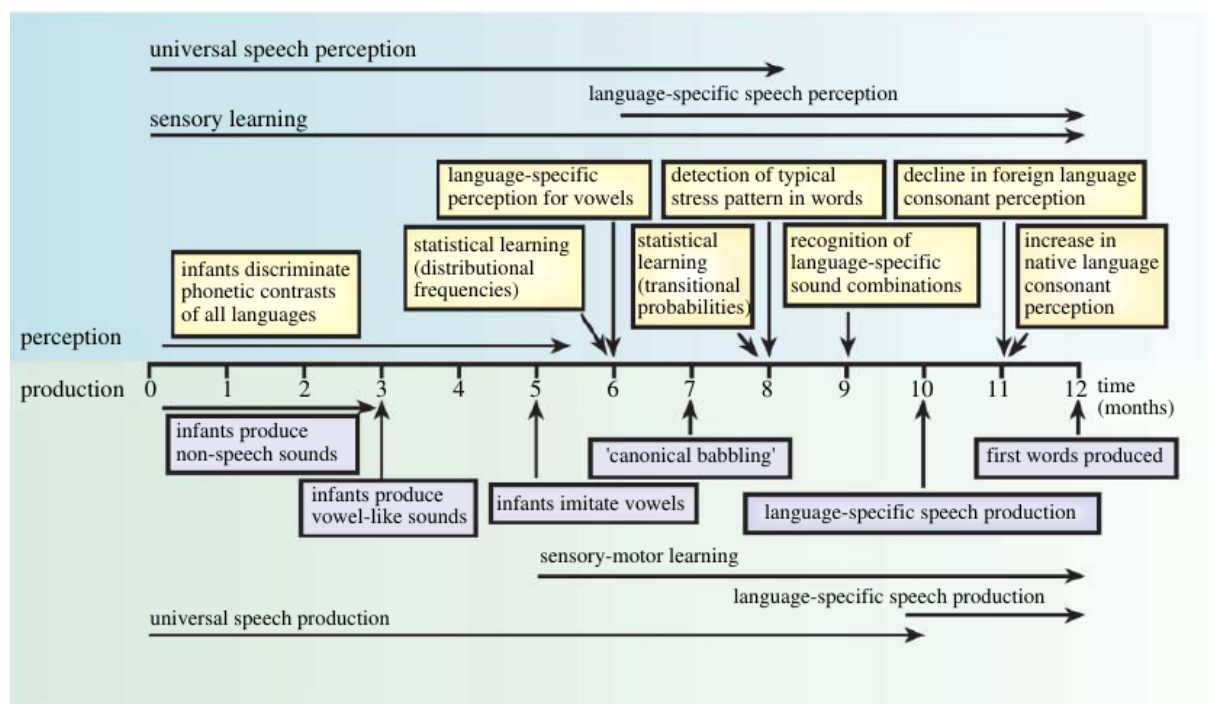 universal speech perception
language-specific speech perception
sensory learning
language-specific
perception for vowels
detection of typical
stress pattern in words
decline in foreign language
consonant perception
statistical learning
(distributional
frequencies)
statistical
learning
(transitional
probabilities)
recognition of
language-specific
sound combinations
increase in
native language
consonant
perception
infants discriminate
phonetic contrasts
of all languages
perception
production
0 1 2 3 4 5 6 7 8 9 10 11 12 time
(months)
infants produce
non-speech sounds
'canonical babbling'
first words produced
infants produce
vowel-like sounds
infants imitate vowels
language-specific speech production
sensory-motor learning
language-specific speech production
universal speech production